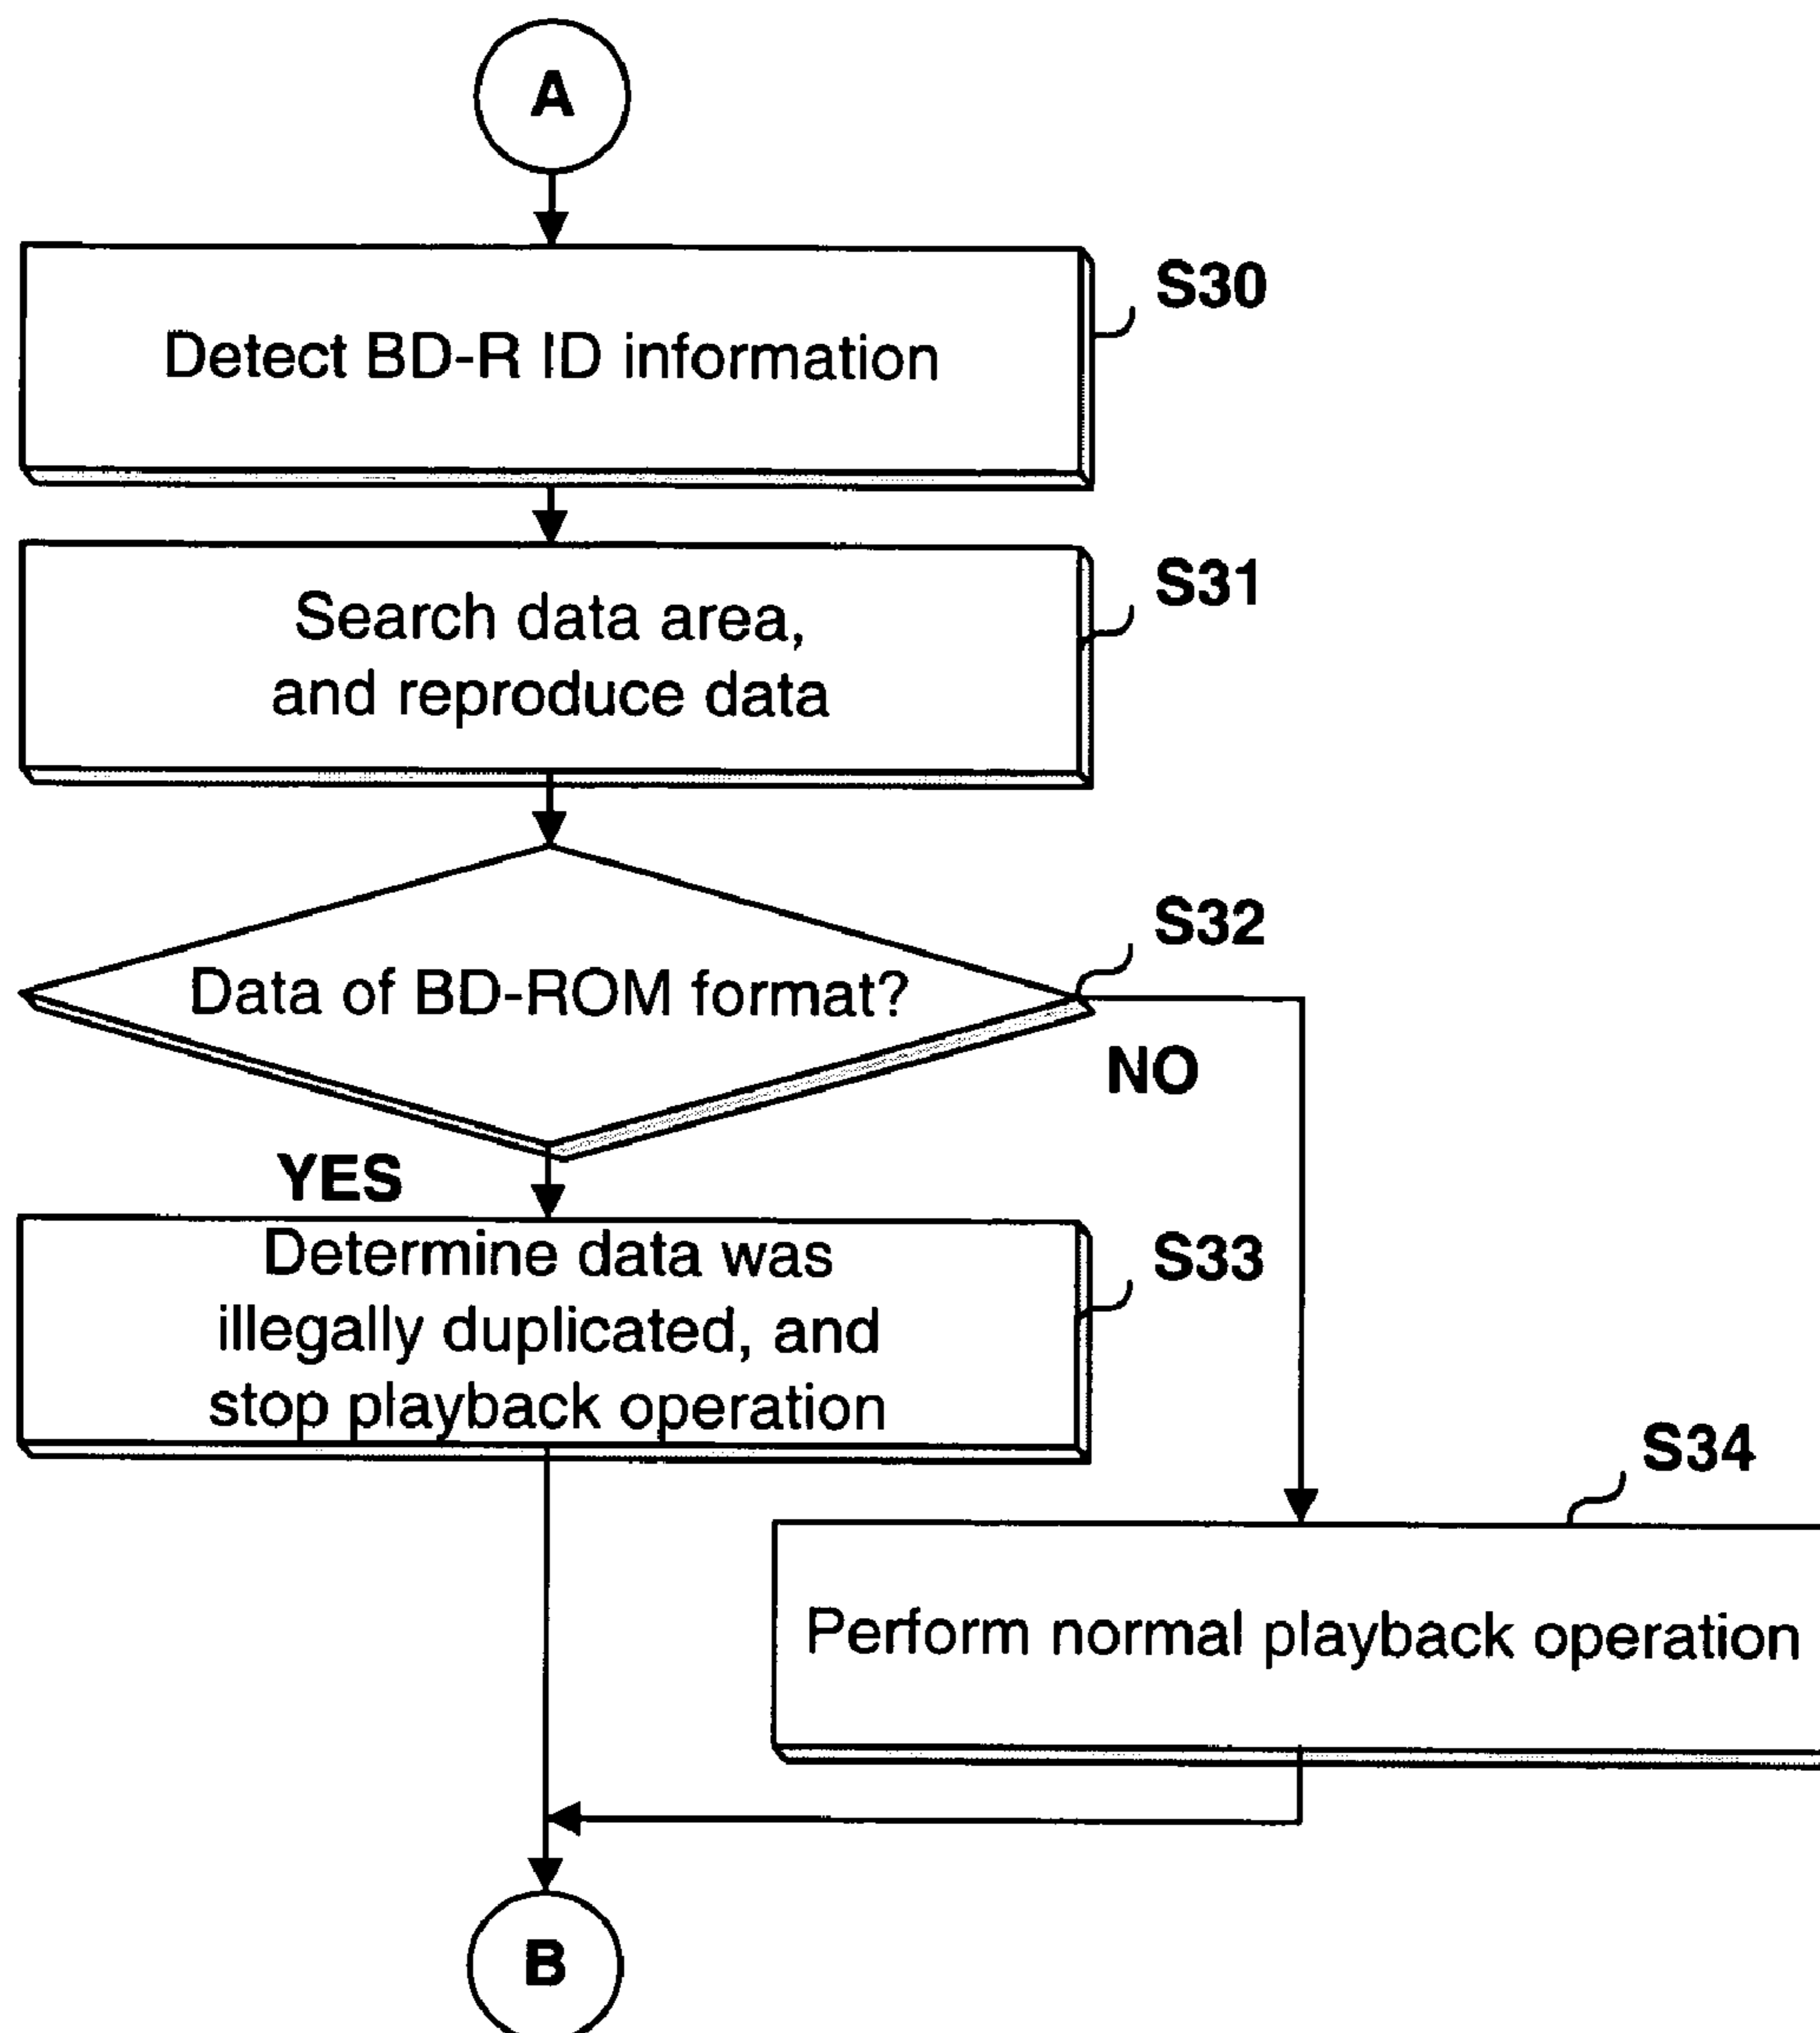 A
S30
Detect BD-R ID information
S31
Search data area,
and reproduce data
S32
Data of BD-ROM format?
NO
YES
Determine data was
illegally duplicated, and
stop playback operation
S33
S34
Perform normal playback operation
B